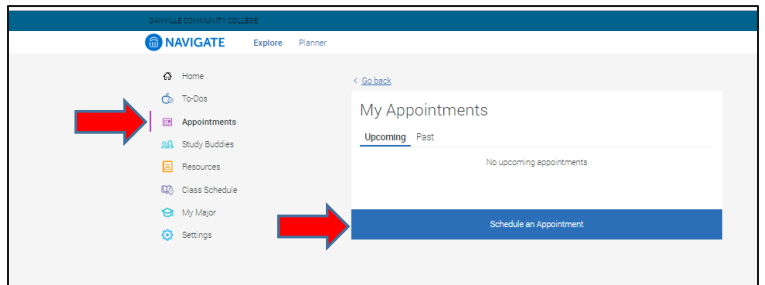 DANVILLE COMMUNITY COLLEGE
NAVIGATE Explore Planner
Home
To-Dos
Appointments
Study Buddies
Resources
Class Schedule
My Major
Settings
< Go back
My Appointments
Upcoming Past
No upcoming appointments
Schedule an Appointment